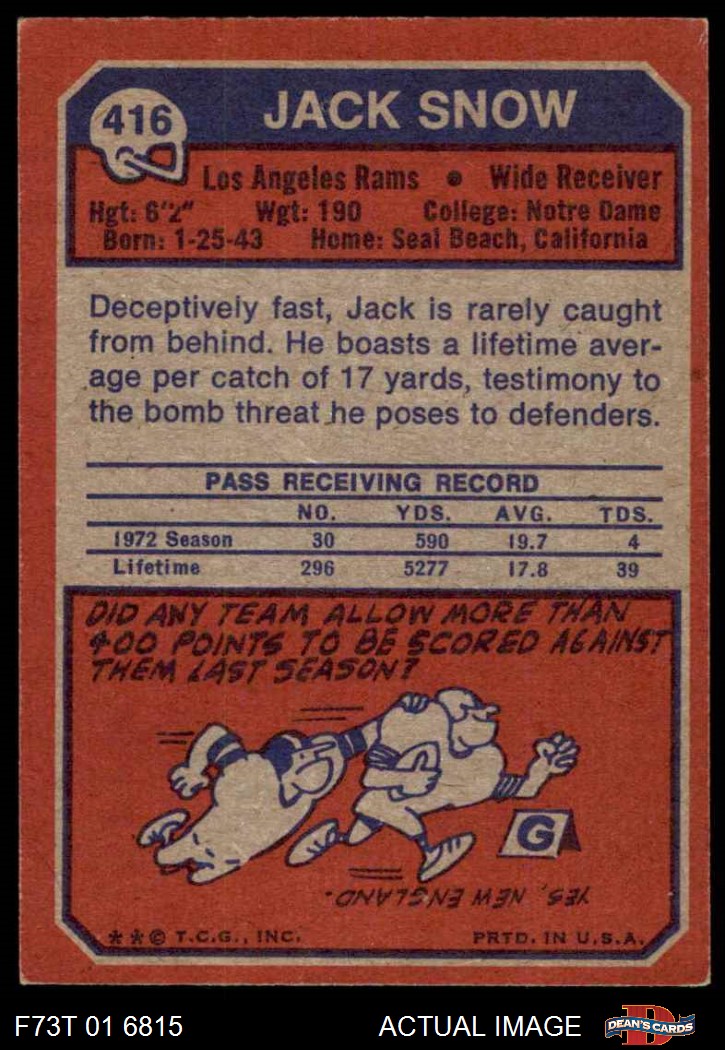 416
JACK SNOW
Los Angeles Rams • Wide Receiver
Hgt: 6'2" Wgt: 190 College: Notre Dame
Born: 1-25-43 Home: Seal Beach, California
Deceptively fast, Jack is rarely caught
from behind. He boasts a lifetime aver-
age per catch of 17 yards, testimony to
the bomb threat he poses to defenders.
PASS RECEIVING RECORD
NO. YDS. AVG. TDS.
1972 Season 30 590 19.7 4
Lifetime 296 5277 17.8 39
DID ANY TEAM ALLOW MORE THAN
400 POINTS TO BE SCORED AGAINST
THEM LAST SEASON?
G
YES, NEW ENGLAND.
**© T.C.G., INC. PRTD. IN U.S.A.
F73T 01 6815 ACTUAL IMAGE D DEAN'S CARDS